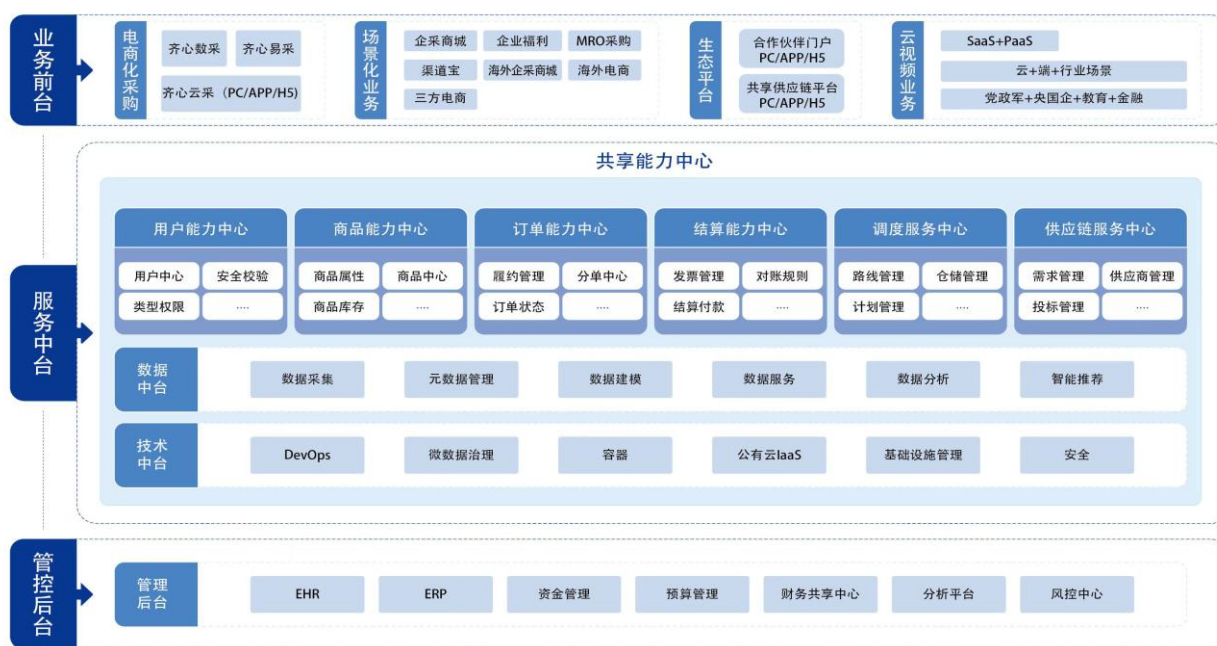 业务前台
电商化采购
齐心数采
齐心易采
齐心云采（PC/APP/H5)
场景化业务
企采商城
企业福利
MRO采购
渠道宝
海外企采商城
海外电商
三方电商
生态平台
合作伙伴门户
PC/APP/H5
共享供应链平台
PC/APP/H5
云视频业务
SaaS+PaaS
云+端+行业场景
党政军+央国企+教育+金融
服务中台
共享能力中心
用户能力中心
用户中心
安全校验
类型权限
....
商品能力中心
商品属性
商品中心
商品库存
....
订单能力中心
履约管理
分单中心
订单状态
....
结算能力中心
发票管理
对账规则
结算付款
....
调度服务中心
路线管理
仓储管理
计划管理
....
供应链服务中心
需求管理
供应商管理
投标管理
....
数据
中台
数据采集
元数据管理
数据建模
数据服务
数据分析
智能推荐
技术
中台
DevOps
微数据治理
容器
公有云IaaS
基础设施管理
安全
管控后台
管理
后台
EHR
ERP
资金管理
预算管理
财务共享中心
分析平台
风控中心